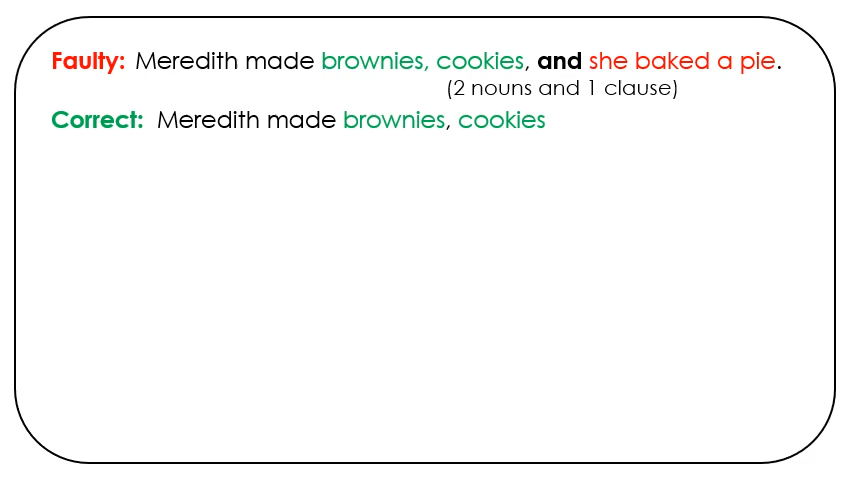 Faulty: Meredith made brownies, cookies, and she baked a pie.
(2 nouns and 1 clause)
Correct: Meredith made brownies, cookies